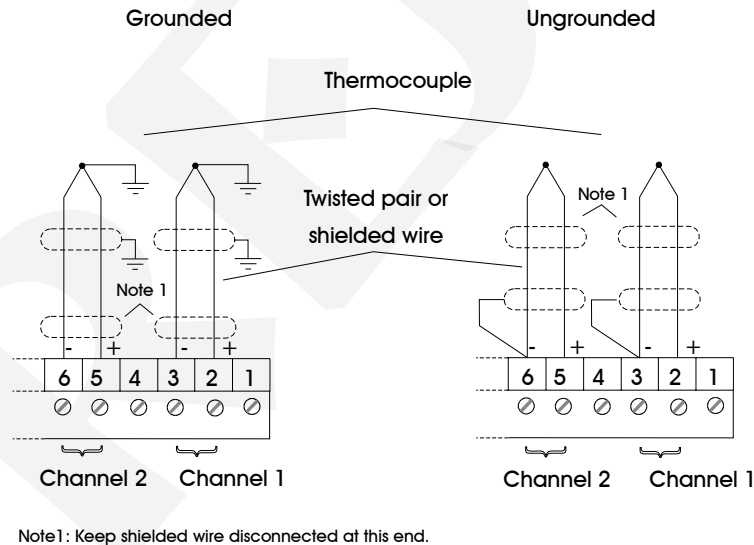 Grounded
Ungrounded
Thermocouple
Twisted pair or
shielded wire
Note 1
Note 1
- + - +
- + - +
6 5 4 3 2 1
6 5 4 3 2 1
Channel 2 Channel 1
Channel 2 Channel 1
Note1: Keep shielded wire disconnected at this end.